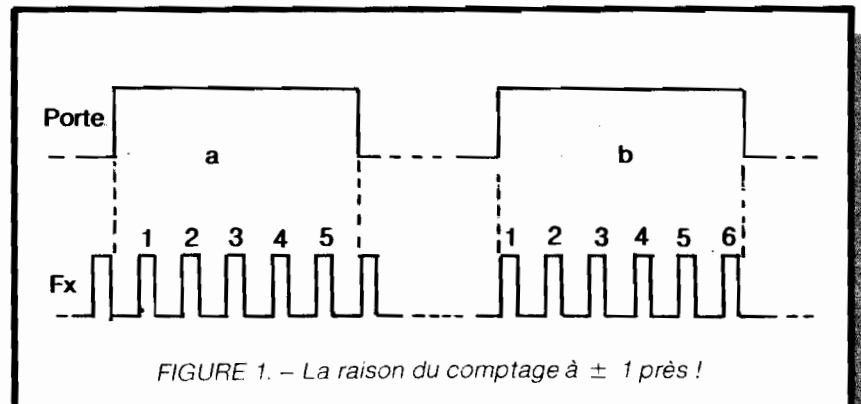 Porte
a
b
1 2 3 4 5
1 2 3 4 5 6
Fx
FIGURE 1. – La raison du comptage à ± 1 près !